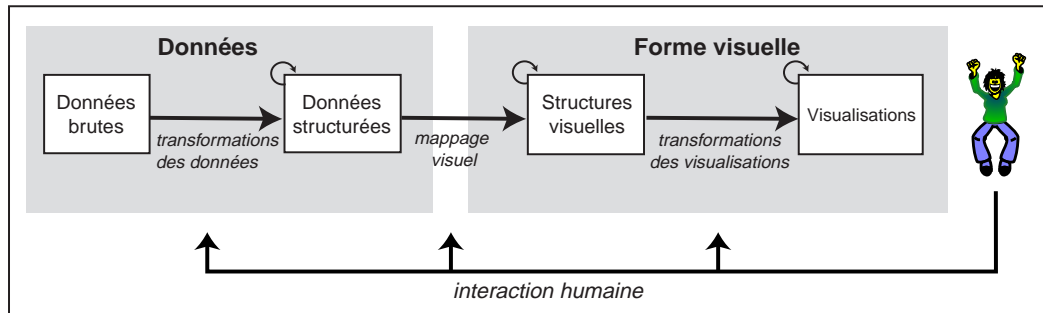 Données
Forme visuelle
Données
brutes
transformations
des données
Données
structurées
mappage
visuel
Structures
visuelles
transformations
des visualisations
Visualisations
interaction humaine